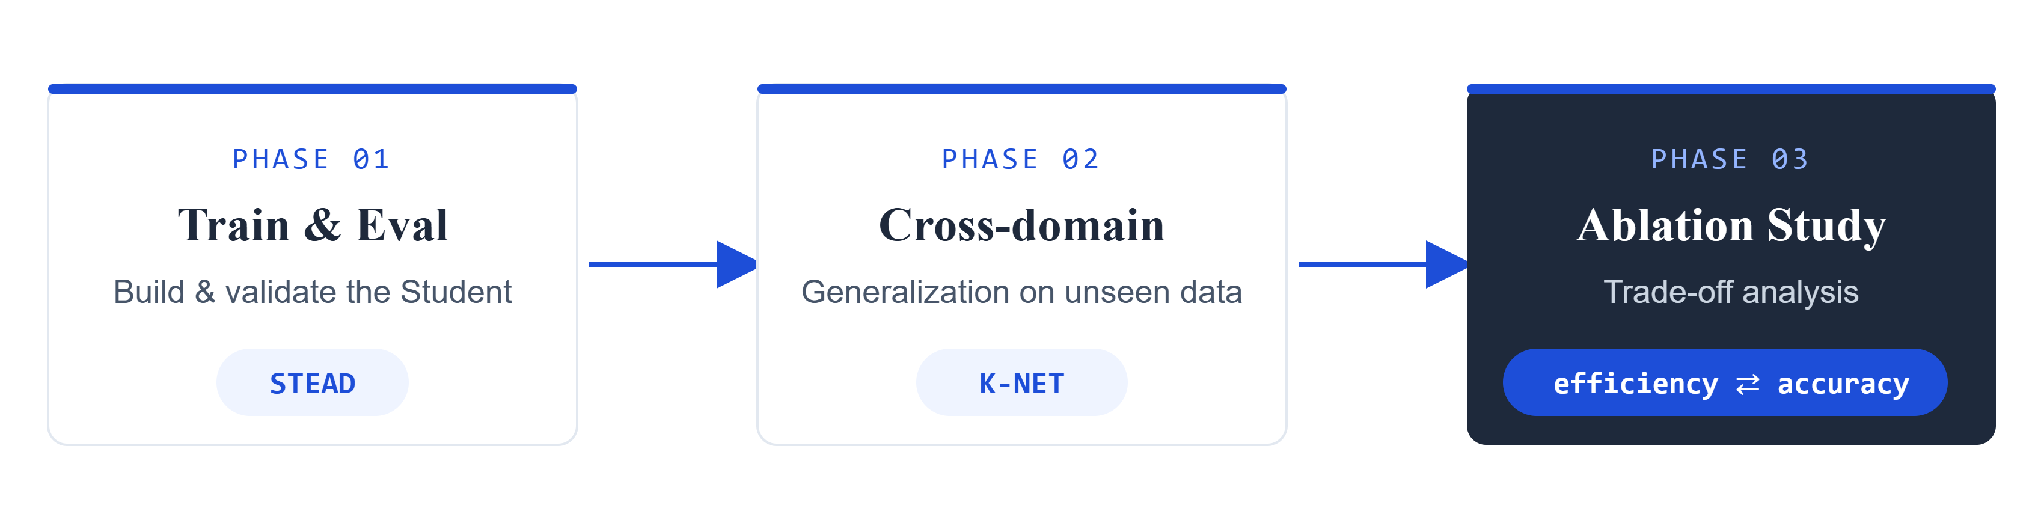 PHASE 01
Train & Eval
Build & validate the Student
STEAD
PHASE 02
Cross-domain
Generalization on unseen data
K-NET
PHASE 03
Ablation Study
Trade-off analysis
efficiency ⇄ accuracy